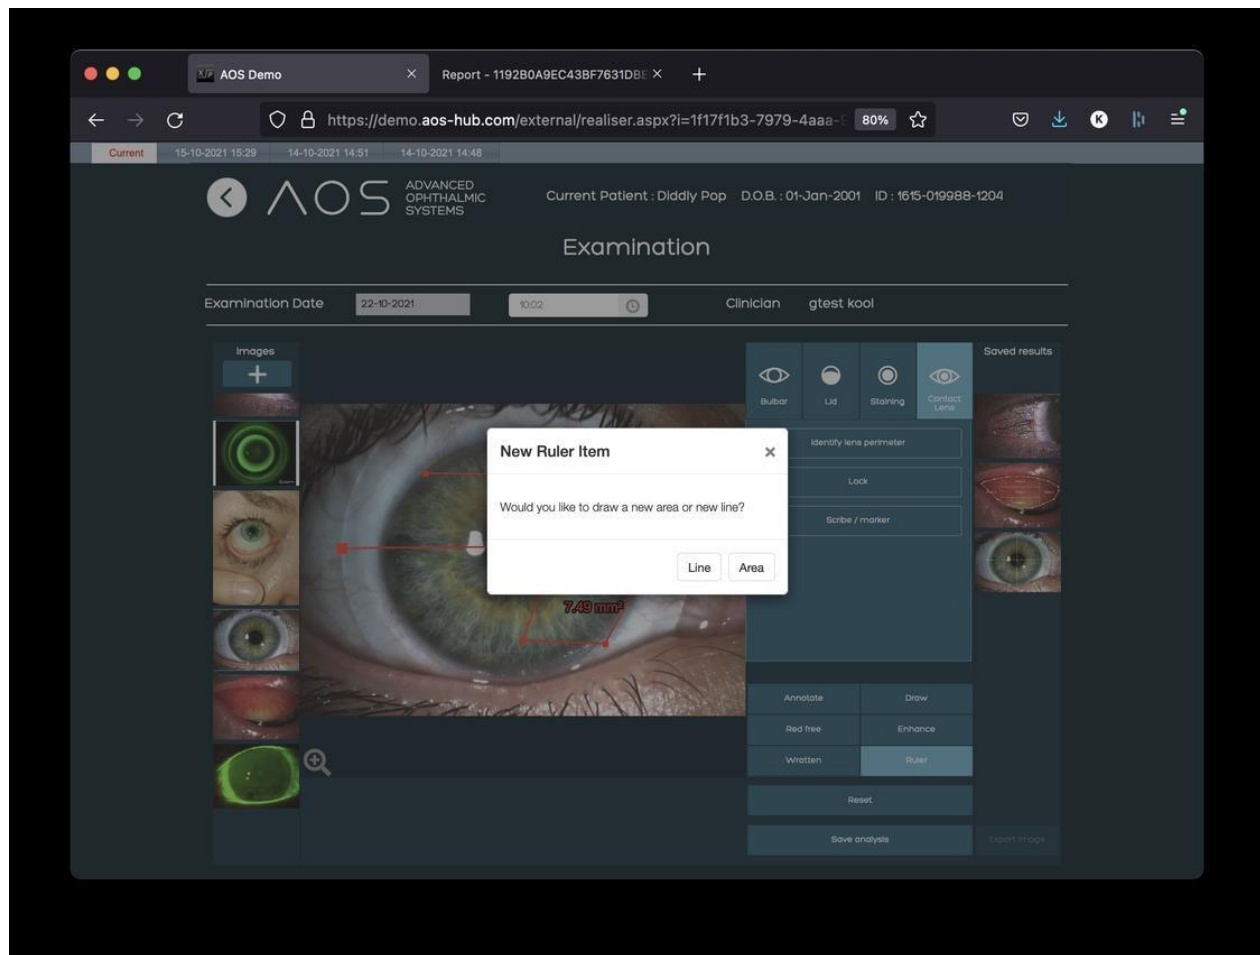 AOS Demo
Report - 1192B0A9EC43BF7631DBE
https://demo.aos-hub.com/external/realiser.aspx?i=1f17f1b3-7979-4aaa-
80%
K
Current
15-10-2021 15:29
14-10-2021 14:51
14-10-2021 14:48
AOS
ADVANCED
OPHTHALMIC
SYSTEMS
Current Patient : Diddly Pop D.O.B. : 01-Jan-2001 ID : 1615-019988-1204
Examination
Examination Date
22-10-2021
10:02
Clinician
gtest kool
Images
Bulbar
Lid
Staining
Contact
Lens
Saved results
Identify lens perimeter
Lock
Scribe / marker
New Ruler Item
Would you like to draw a new area or new line?
Line
Area
7.49 mm²
Annotate
Draw
Red free
Enhance
Wratten
Ruler
Reset
Save analysis
Export image